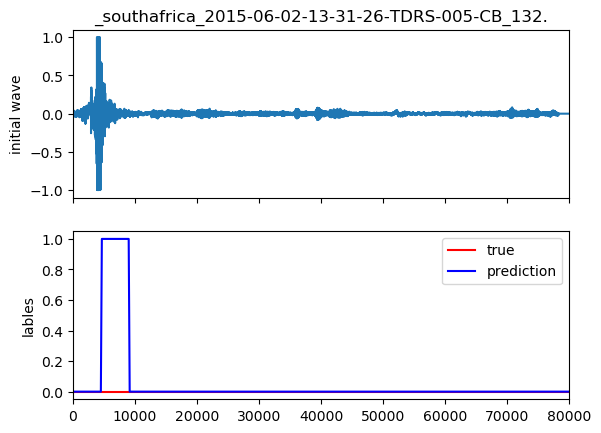 _southafrica_2015-06-02-13-31-26-TDRS-005-CB_132.
1.0
0.5
0.0
−0.5
−1.0
initial wave
1.0
0.8
0.6
0.4
0.2
0.0
lables
true
prediction
0 10000 20000 30000 40000 50000 60000 70000 80000